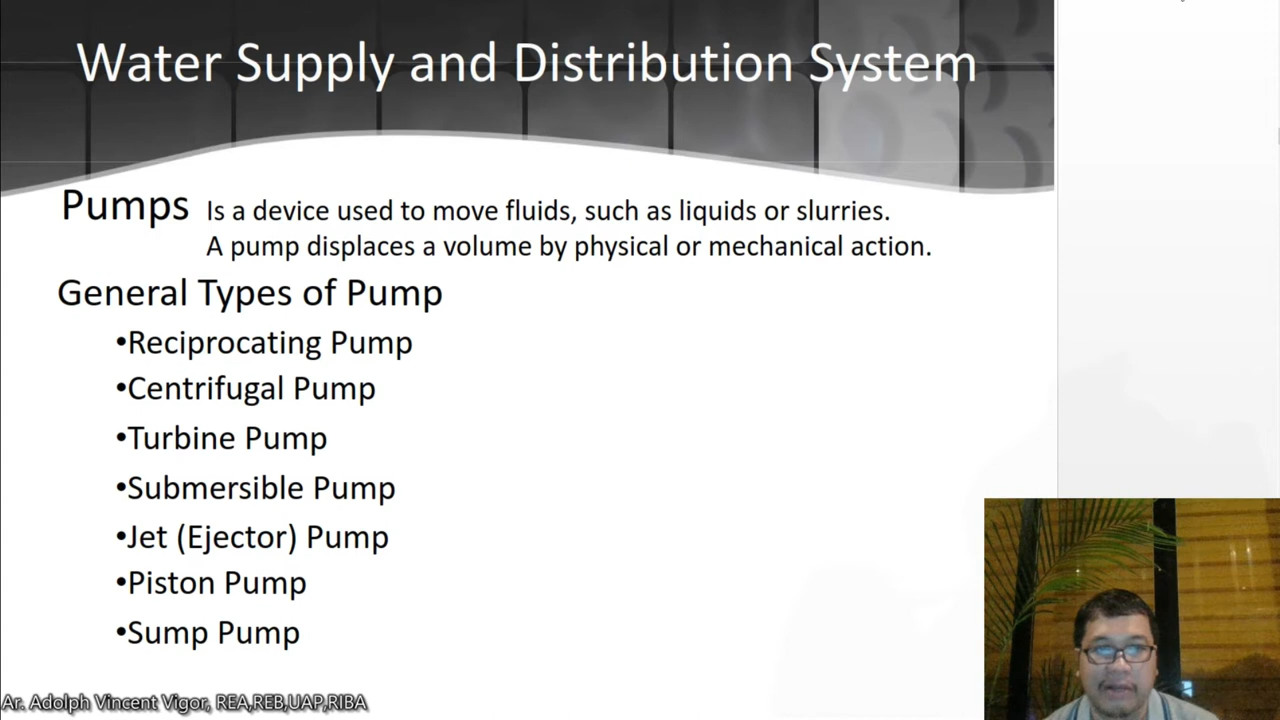 Water Supply and Distribution System
Pumps Is a device used to move fluids, such as liquids or slurries.
A pump displaces a volume by physical or mechanical action.
General Types of Pump
•Reciprocating Pump
•Centrifugal Pump
•Turbine Pump
•Submersible Pump
•Jet (Ejector) Pump
•Piston Pump
•Sump Pump
Ar. Adolph Vincent Vigor, REA,REB,UAP,RIBA